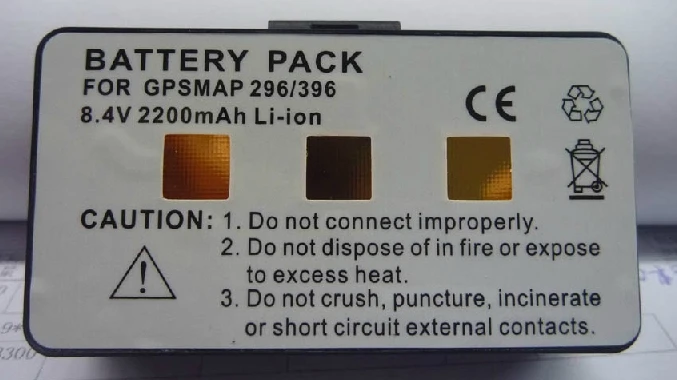 BATTERY PACK
FOR GPSMAP 296/396
8.4V 2200mAh Li-ion
CE
CAUTION: 1. Do not connect improperly.
2. Do not dispose of in fire or expose
to excess heat.
3. Do not crush, puncture, incinerate
or short circuit external contacts.